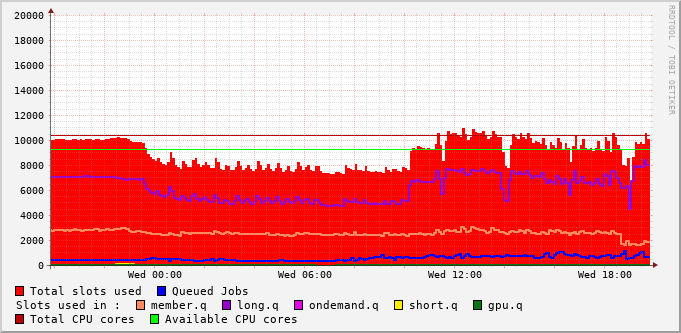 RRDTOOL / TOBI OETIKER
20000
18000
16000
14000
12000
10000
8000
6000
4000
2000
0
Wed 00:00 Wed 06:00 Wed 12:00 Wed 18:00
Total slots used Queued Jobs
Slots used in : member.q long.q ondemand.q short.q gpu.q
Total CPU cores Available CPU cores